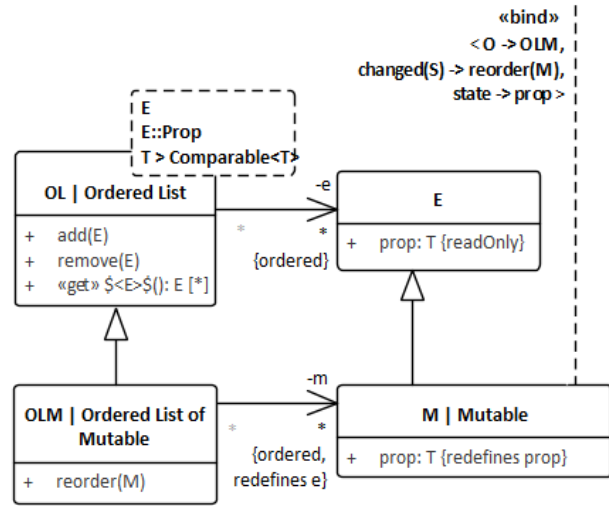 «bind»
< O -> OLM,
changed(S) -> reorder(M),
state -> prop >
E
E::Prop
T > Comparable<T>
OL | Ordered List
+ add(E)
+ remove(E)
+ «get» $<E>$(): E [*]
-e
*
*
{ordered}
E
+ prop: T {readOnly}
OLM | Ordered List of
Mutable
+ reorder(M)
-m
*
*
{ordered,
redefines e}
M | Mutable
+ prop: T {redefines prop}